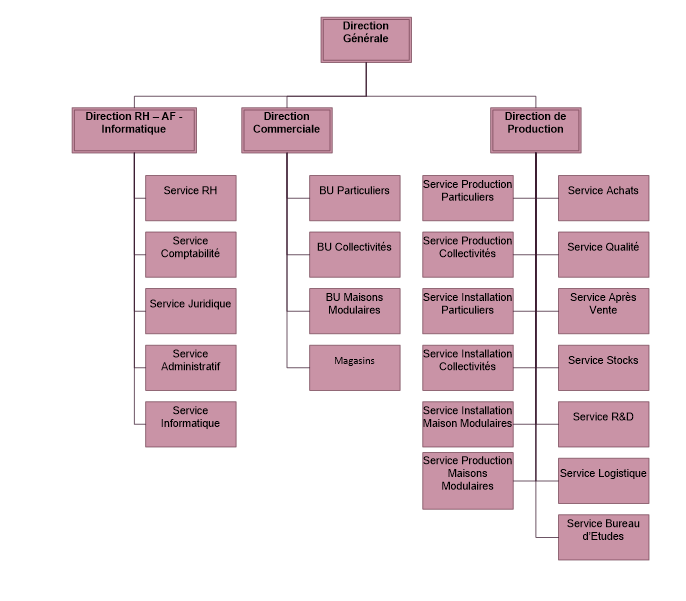 Direction
Générale
Direction RH – AF -
Informatique
Direction
Commerciale
Direction de
Production
Service RH
Service
Comptabilité
Service Juridique
Service
Administratif
Service
Informatique
BU Particuliers
BU Collectivités
BU Maisons
Modulaires
Magasins
Service Production
Particuliers
Service Production
Collectivités
Service Installation
Particuliers
Service Installation
Collectivités
Service Installation
Maison Modulaires
Service Production
Maisons
Modulaires
Service Achats
Service Qualité
Service Après
Vente
Service Stocks
Service R&D
Service Logistique
Service Bureau
d'Etudes